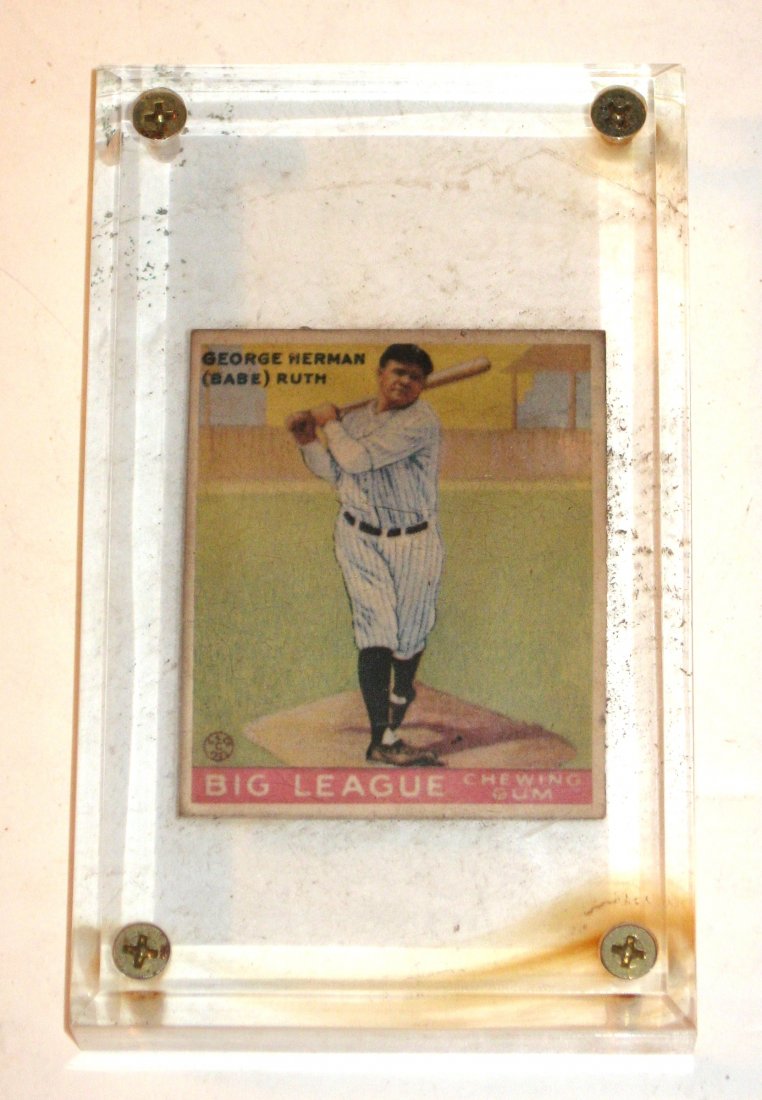 GEORGE HERMAN
(BABE) RUTH
BIG LEAGUE CHEWING
GUM